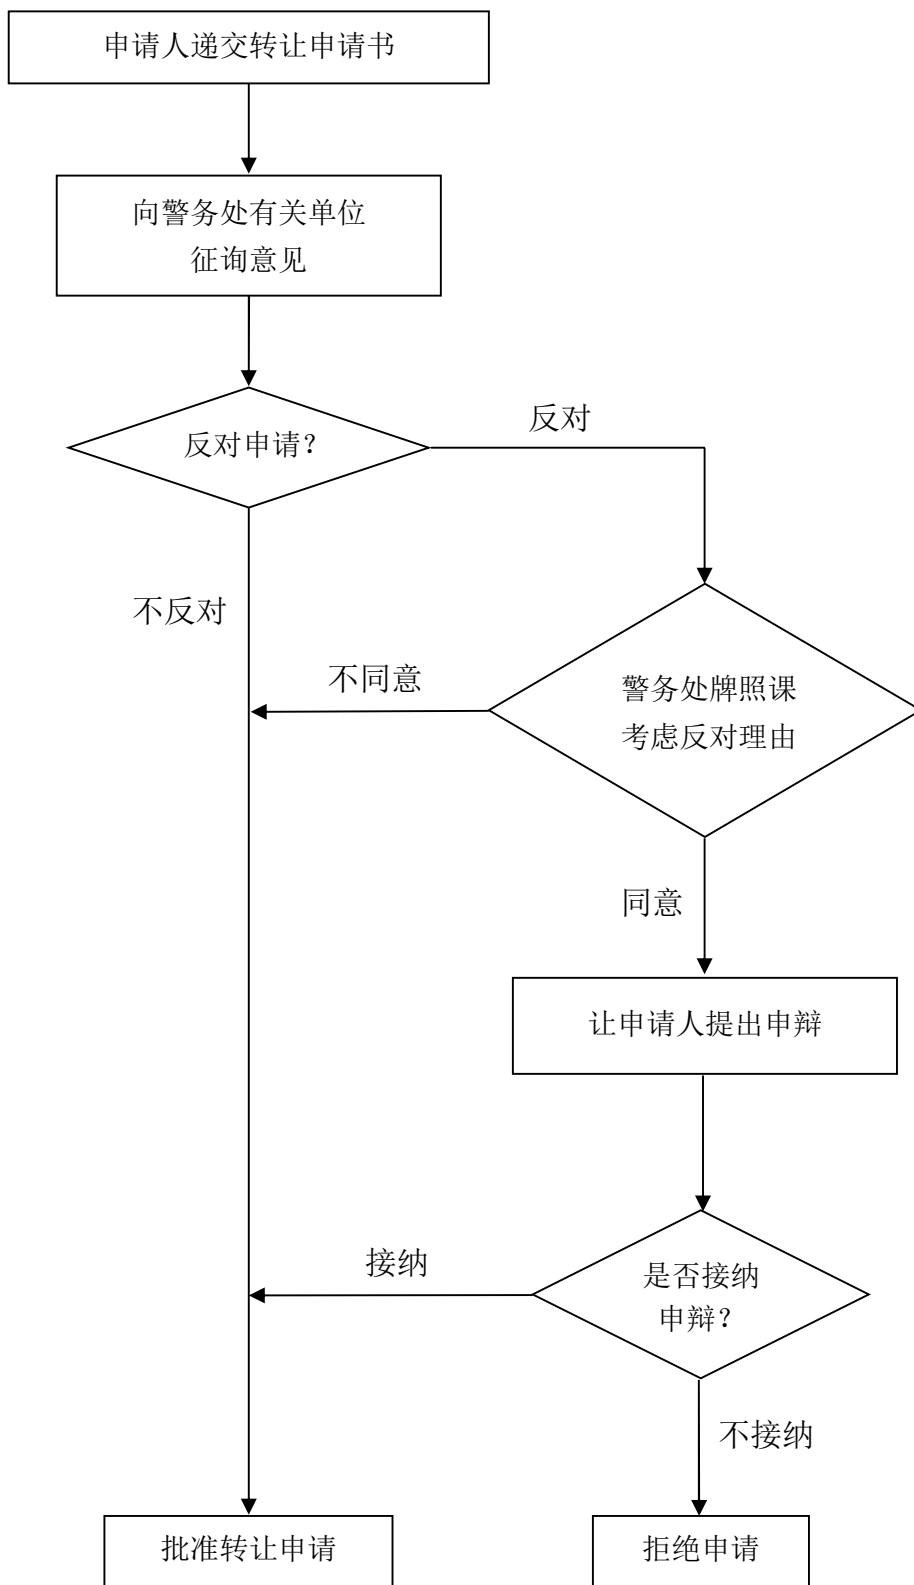 申请人递交转让申请书
向警务处有关单位
征询意见
反对申请？
反对
不反对
不同意
警务处牌照课
考虑反对理由
同意
让申请人提出申辩
接纳
是否接纳
申辩？
不接纳
批准转让申请
拒绝申请